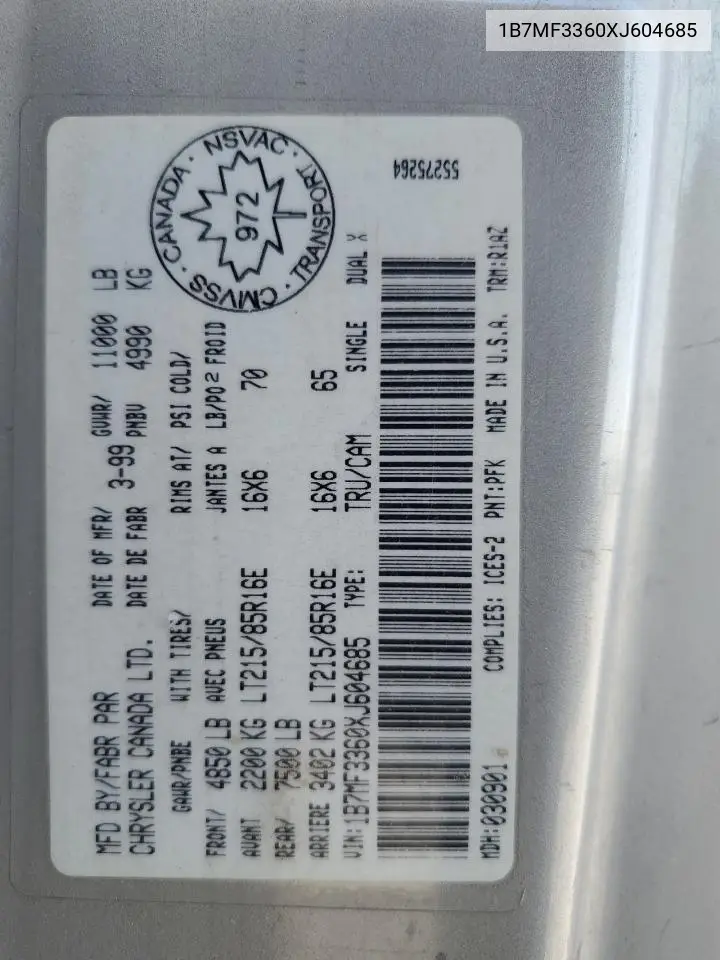 1B7MF3360XJ604685
MFD BY/FABR PAR DATE OF MFR/ 3-99 GVWR/ 11000 LB
CHRYSLER CANADA LTD. DATE DE FABR PNBV 4990 KG
GAWR/PNBE WITH TIRES/ RIMS AT/ PSI COLD/
FRONT/ 4850 LB AVEC PNEUS JANTES A LB/PO2 FROID
AVANT 2200 KG LT215/85R16E 16X6 70
REAR/ 7500 LB
ARRIERE 3402 KG LT215/85R16E 16X6 65
VIN: 1B7MF3360XJ604685 TYPE: TRU/CAM SINGLE DUAL X
MDH:030901 COMPLIES: ICES-2 PNT:PFK MADE IN U.S.A. TRM:R1AZ
CANADA · NSVAC · TRANSPORT · CMVSS ·
972
55275264